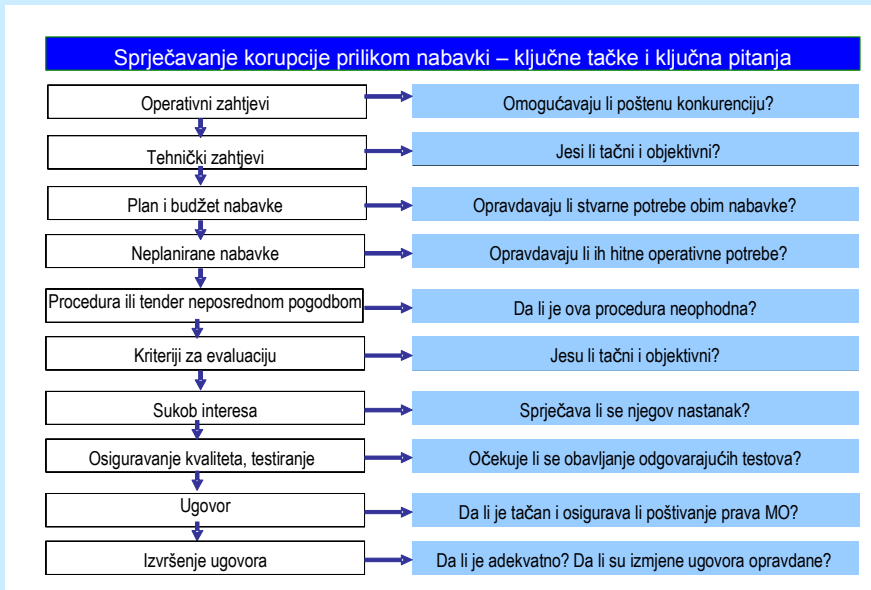 Sprječavanje korupcije prilikom nabavki – ključne tačke i ključna pitanja
Operativni zahtjevi
Omogućavaju li poštenu konkurenciju?
Tehnički zahtjevi
Jesi li tačni i objektivni?
Plan i budžet nabavke
Opravdavaju li stvarne potrebe obim nabavke?
Neplanirane nabavke
Opravdavaju li ih hitne operativne potrebe?
Procedura ili tender neposrednom pogodbom
Da li je ova procedura neophodna?
Kriteriji za evaluaciju
Jesu li tačni i objektivni?
Sukob interesa
Sprječava li se njegov nastanak?
Osiguravanje kvaliteta, testiranje
Očekuje li se obavljanje odgovarajućih testova?
Ugovor
Da li je tačan i osigurava li poštivanje prava MO?
Izvršenje ugovora
Da li je adekvatno? Da li su izmjene ugovora opravdane?